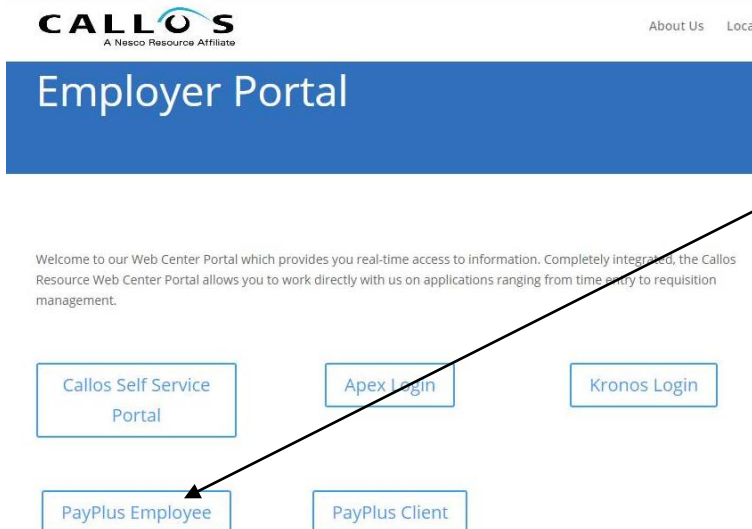 CALLOS
A Nesco Resource Affiliate
About Us Loca
Employer Portal
Welcome to our Web Center Portal which provides you real-time access to information. Completely integrated, the Callos
Resource Web Center Portal allows you to work directly with us on applications ranging from time entry to requisition
management.
Callos Self Service
Portal
Apex Login
Kronos Login
PayPlus Employee
PayPlus Client